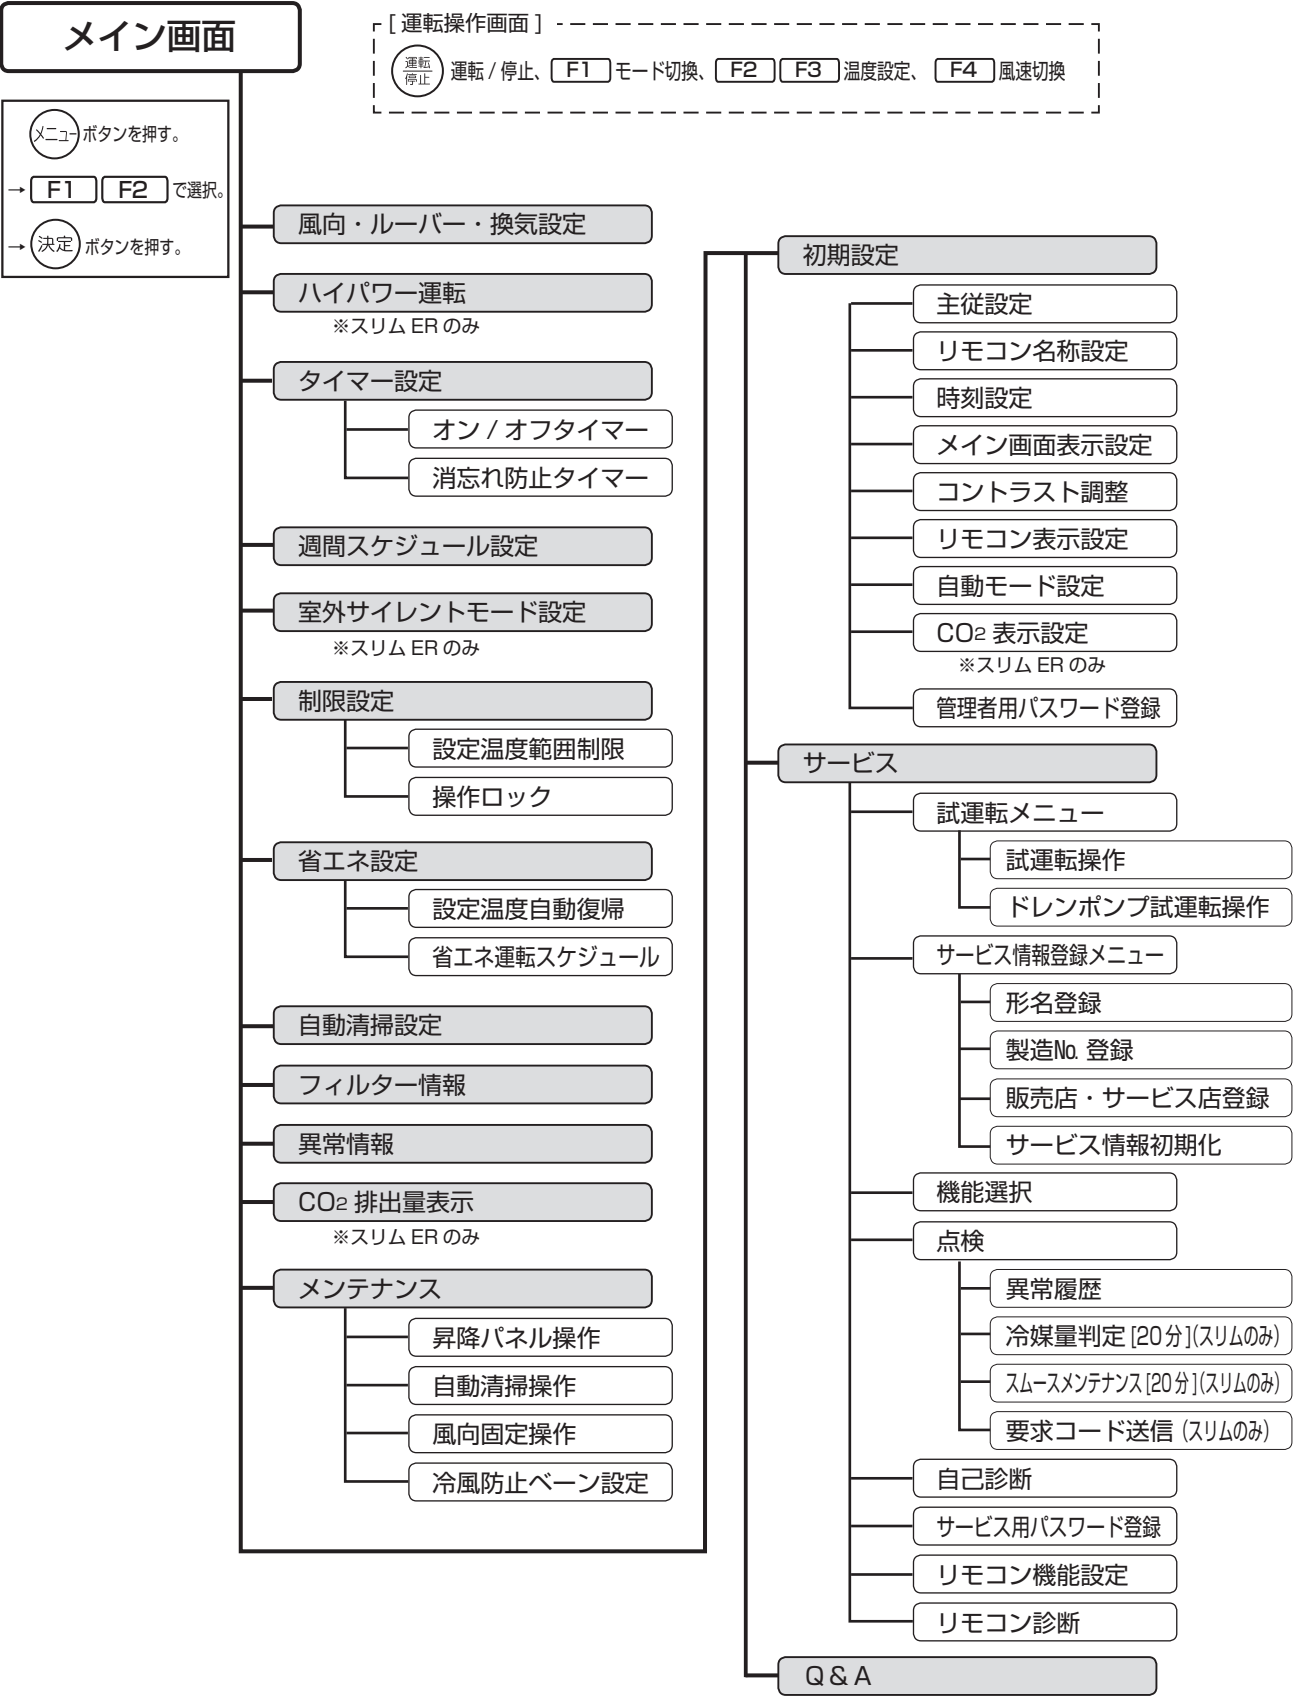 メイン画面
[ 運転操作画面 ]
運転
停止
運転 / 停止、 F1 モード切換、 F2 F3 温度設定、 F4 風速切換
メニュー ボタンを押す。
→ F1 F2 で選択。
→ 決定 ボタンを押す。
風向・ルーバー・換気設定
ハイパワー運転
※スリム ER のみ
タイマー設定
オン / オフタイマー
消忘れ防止タイマー
週間スケジュール設定
室外サイレントモード設定
※スリム ER のみ
制限設定
設定温度範囲制限
操作ロック
省エネ設定
設定温度自動復帰
省エネ運転スケジュール
自動清掃設定
フィルター情報
異常情報
CO2 排出量表示
※スリム ER のみ
メンテナンス
昇降パネル操作
自動清掃操作
風向固定操作
冷風防止ベーン設定
初期設定
主従設定
リモコン名称設定
時刻設定
メイン画面表示設定
コントラスト調整
リモコン表示設定
自動モード設定
CO2 表示設定
※スリム ER のみ
管理者用パスワード登録
サービス
試運転メニュー
試運転操作
ドレンポンプ試運転操作
サービス情報登録メニュー
形名登録
製造№ 登録
販売店・サービス店登録
サービス情報初期化
機能選択
点検
異常履歴
冷媒量判定 [20 分](スリムのみ)
スムースメンテナンス [20 分](スリムのみ)
要求コード送信 (スリムのみ)
自己診断
サービス用パスワード登録
リモコン機能設定
リモコン診断
Q & A